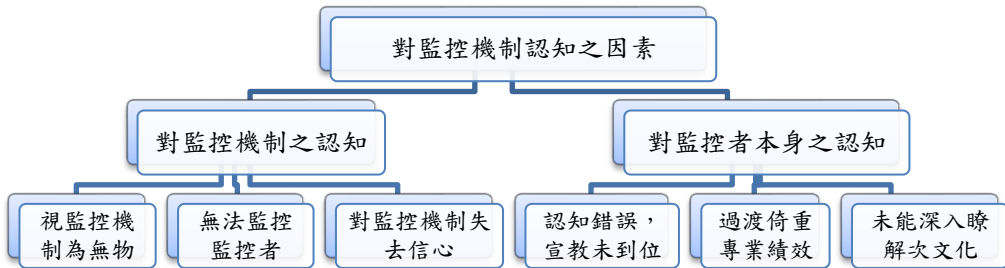 對監控機制認知之因素
對監控機制之認知
對監控者本身之認知
視監控機
制為無物
無法監控
監控者
對監控機制失
去信心
認知錯誤，
宣教未到位
過渡倚重
專業績效
未能深入瞭
解次文化